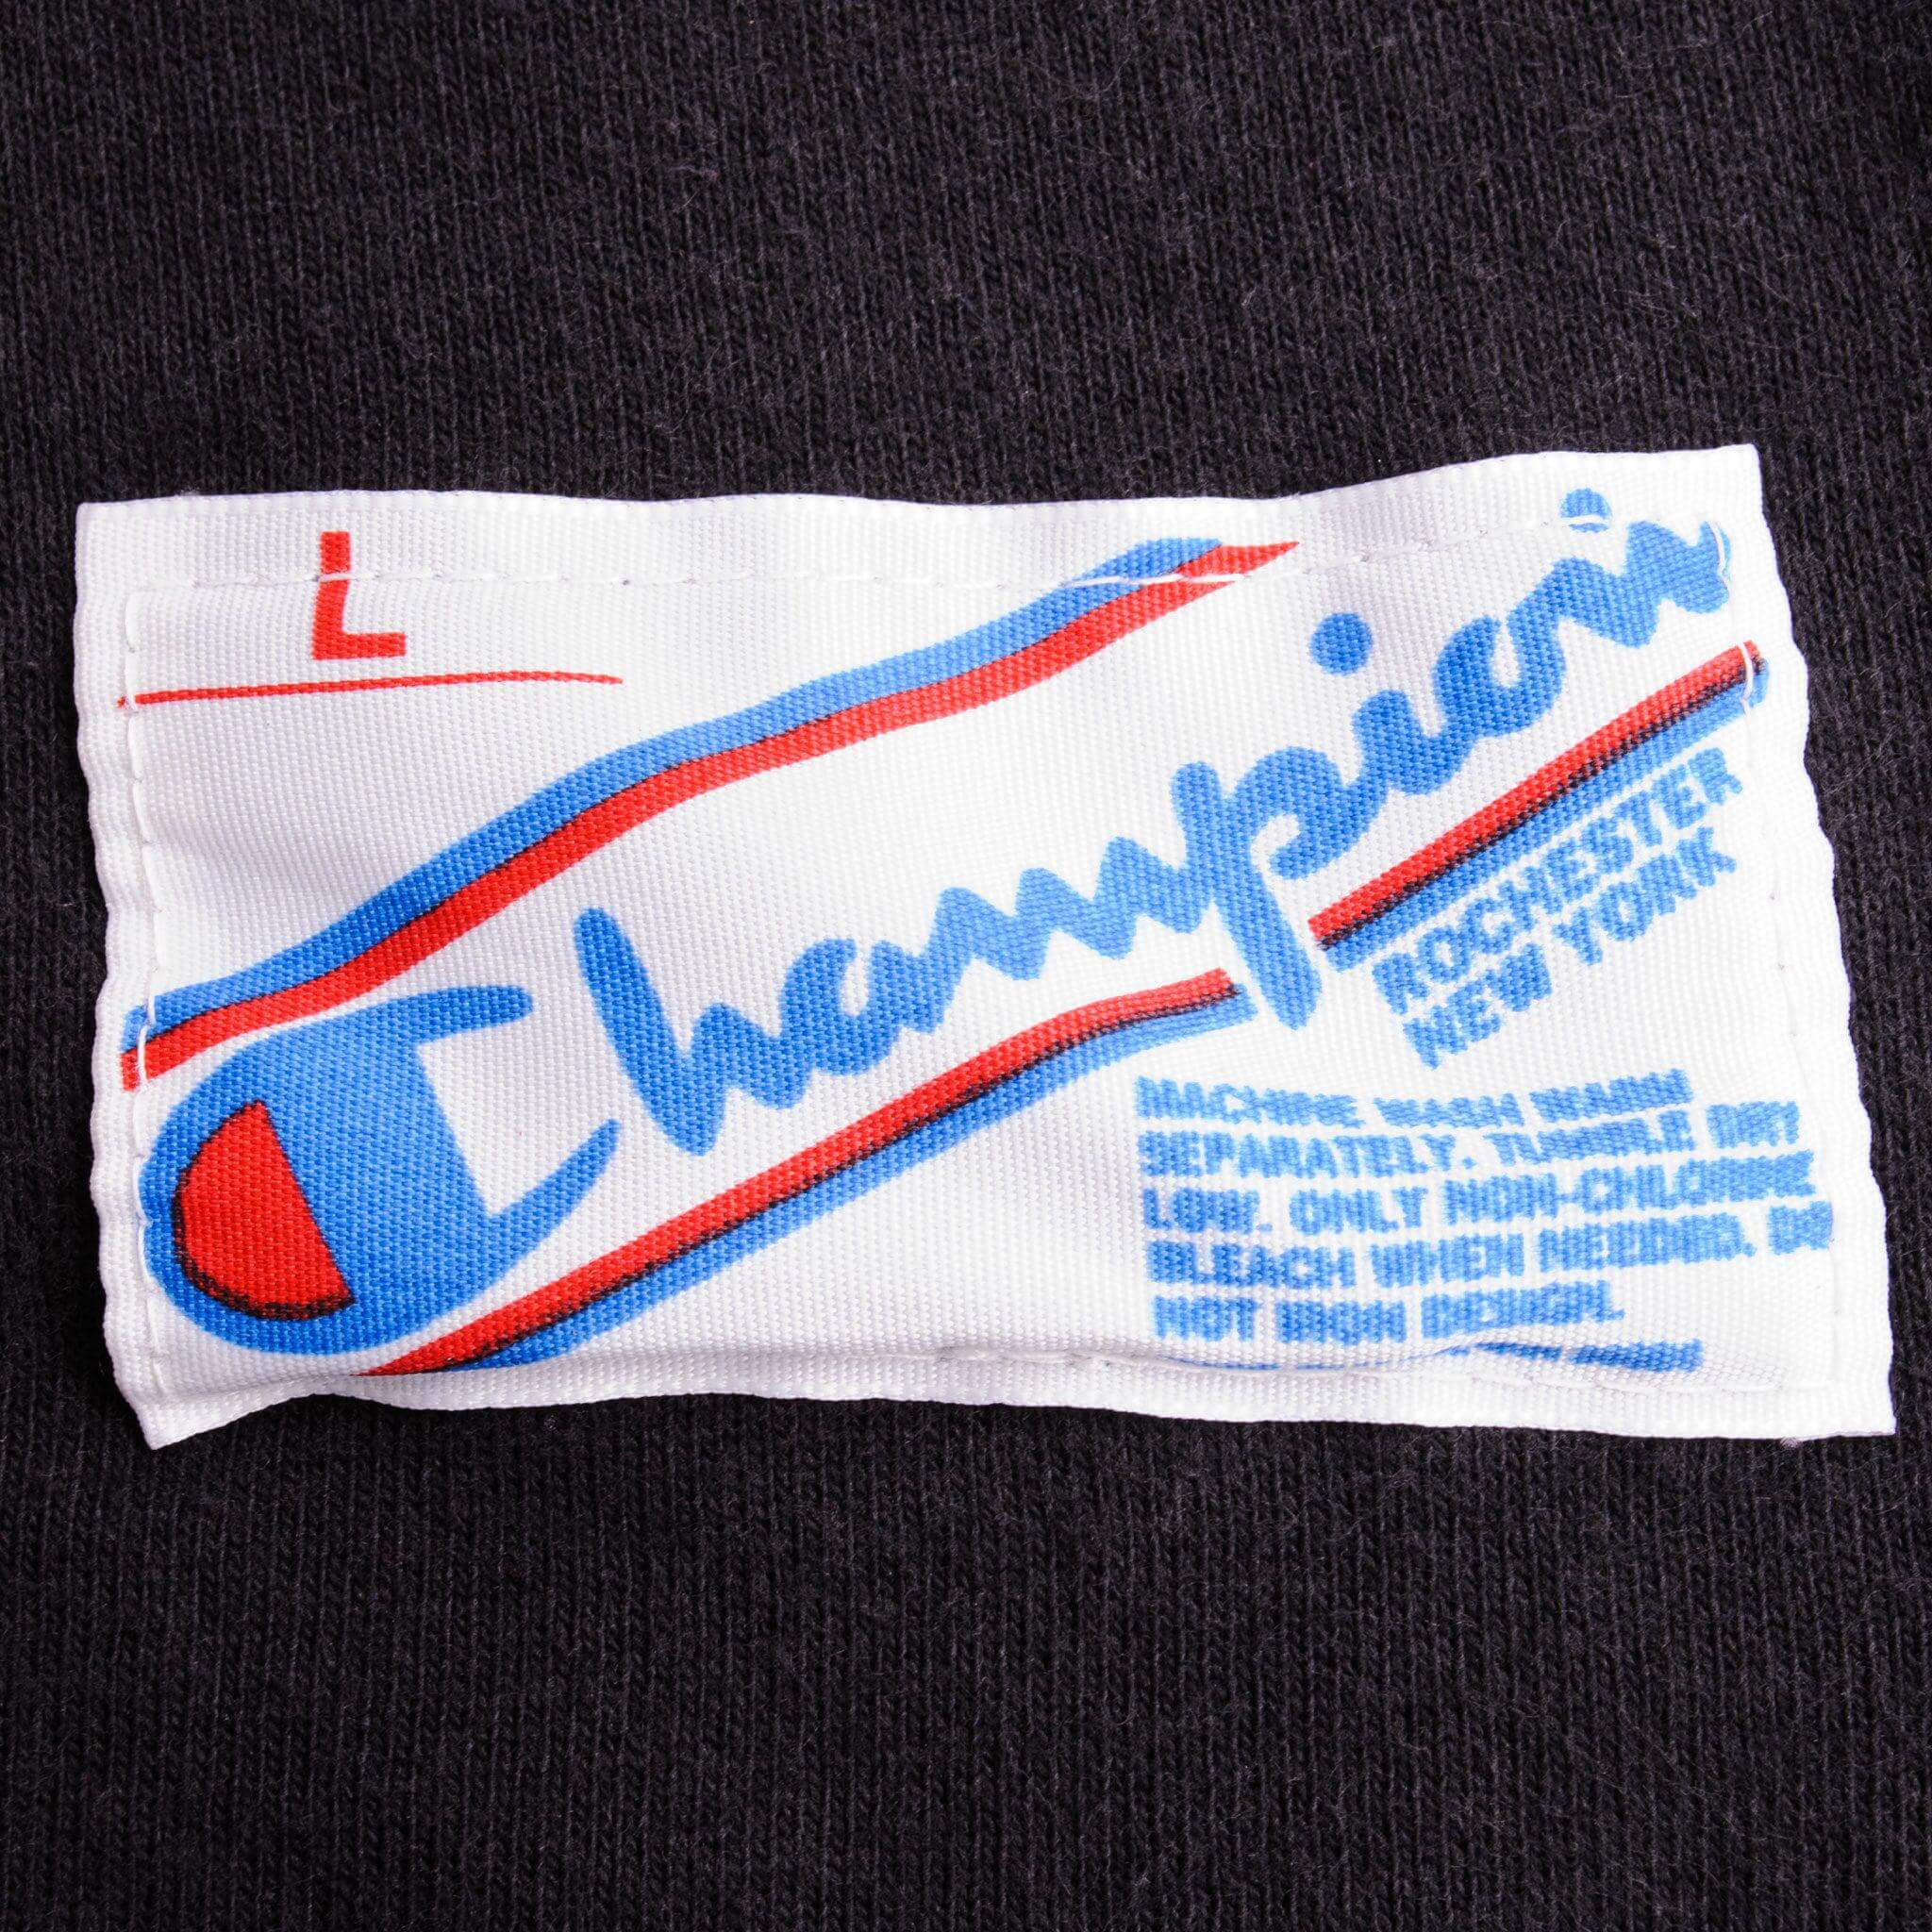 L
Champion
ROCHESTER
NEW YORK
MACHINE WASH WARM
SEPARATELY. TUMBLE DRY
LOW. ONLY NON-CHLORINE
BLEACH WHEN NEEDED. DO
NOT IRON DESIGN.